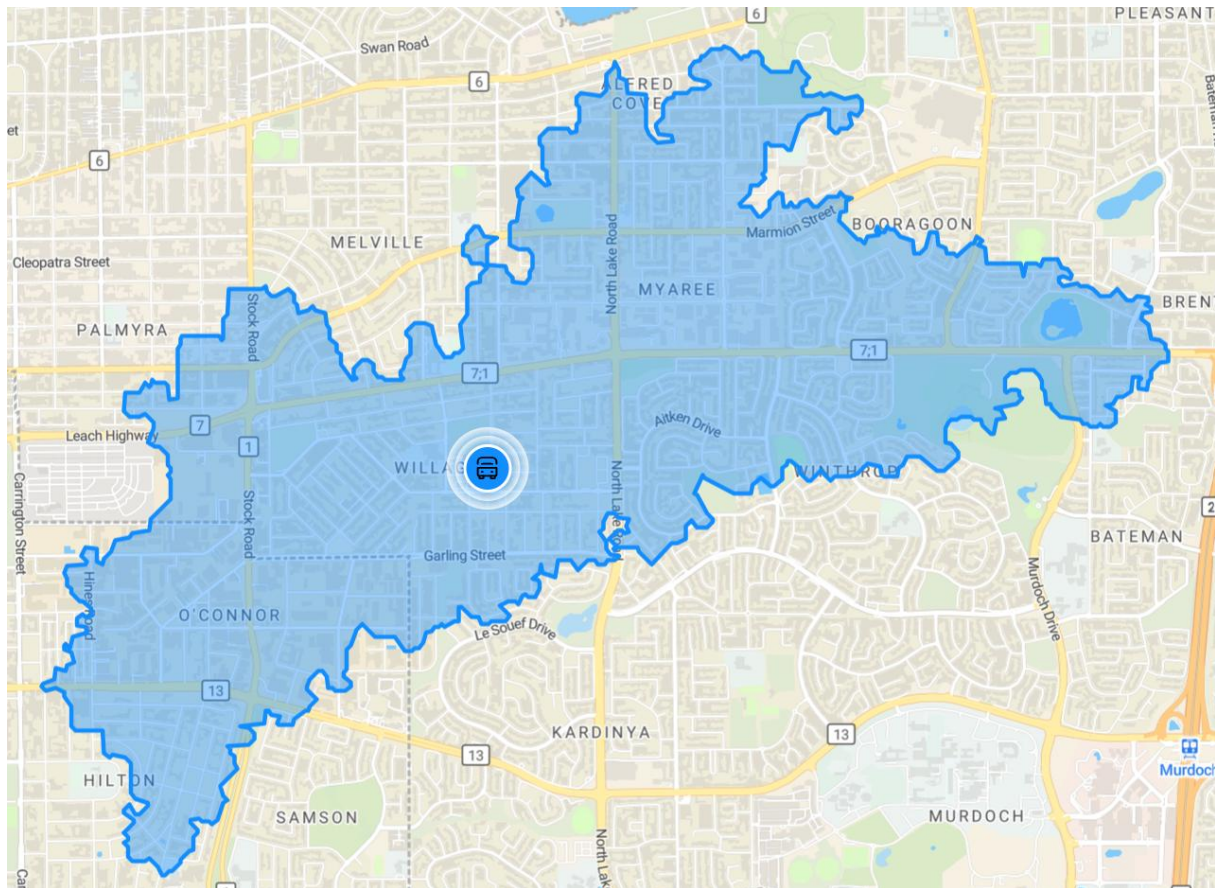 PLEASANT
6
Swan Road
6
ALFRED
COVE
et
6
Marmion Street
BOORAGOON
MELVILLE
North Lake Road
Cleopatra Street
MYAREE
Stock Road
BREN
PALMYRA
7;1
7;1
7
Leach Highway
1
Aitken Drive
WILLAG
WINTHROP
Carrington Street
Stock Road
North Lake Road
2
BATEMAN
Garling Street
Hines Road
O'CONNOR
Murdoch Drive
Le Souef Drive
13
KARDINYA
13
13
HILTON
Murdoch
SAMSON
MURDOCH
North Lak